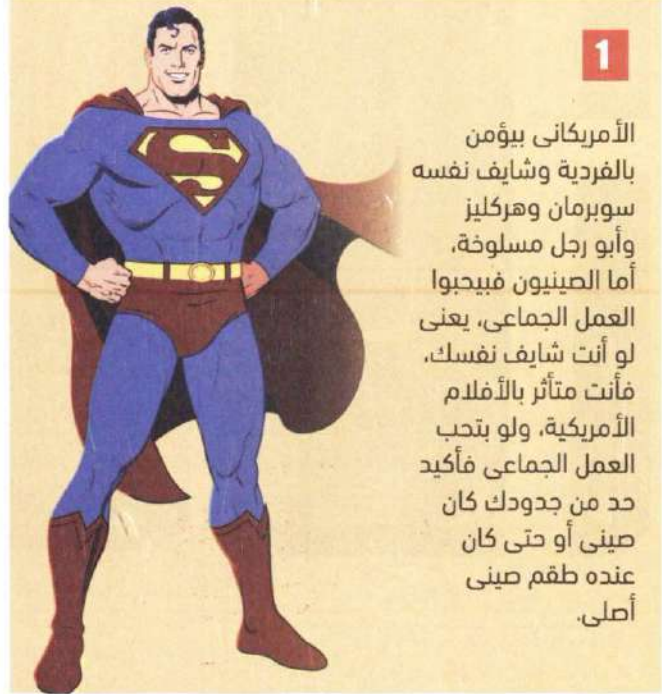 1
الأمريكانى بيؤمن
بالفردية وشايف نفسه
سوبرمان وهركليز
وأبو رجل مسلوخة،
أما الصينيون فبيحبوا
العمل الجماعى، يعنى
لو أنت شايف نفسك،
فأنت متأثر بالأفلام
الأمريكية، ولو بتحب
العمل الجماعى فأكيد
حد من جدودك كان
صينى أو حتى كان
عنده طقم صينى
أصلى.
S